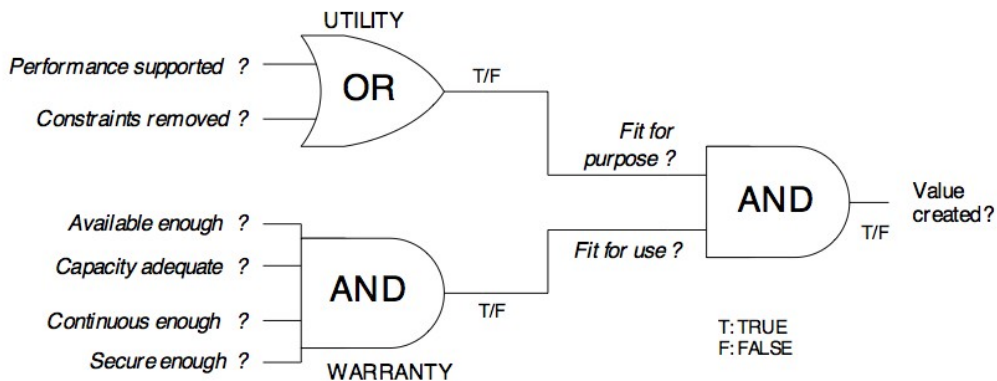 UTILITY
Performance supported ?
OR
T/F
Constraints removed ?
Fit for
purpose ?
AND
Value
created?
T/F
Available enough ?
Capacity adequate ?
Fit for use ?
AND
T/F
Continuous enough ?
Secure enough ?
WARRANTY
T: TRUE
F: FALSE